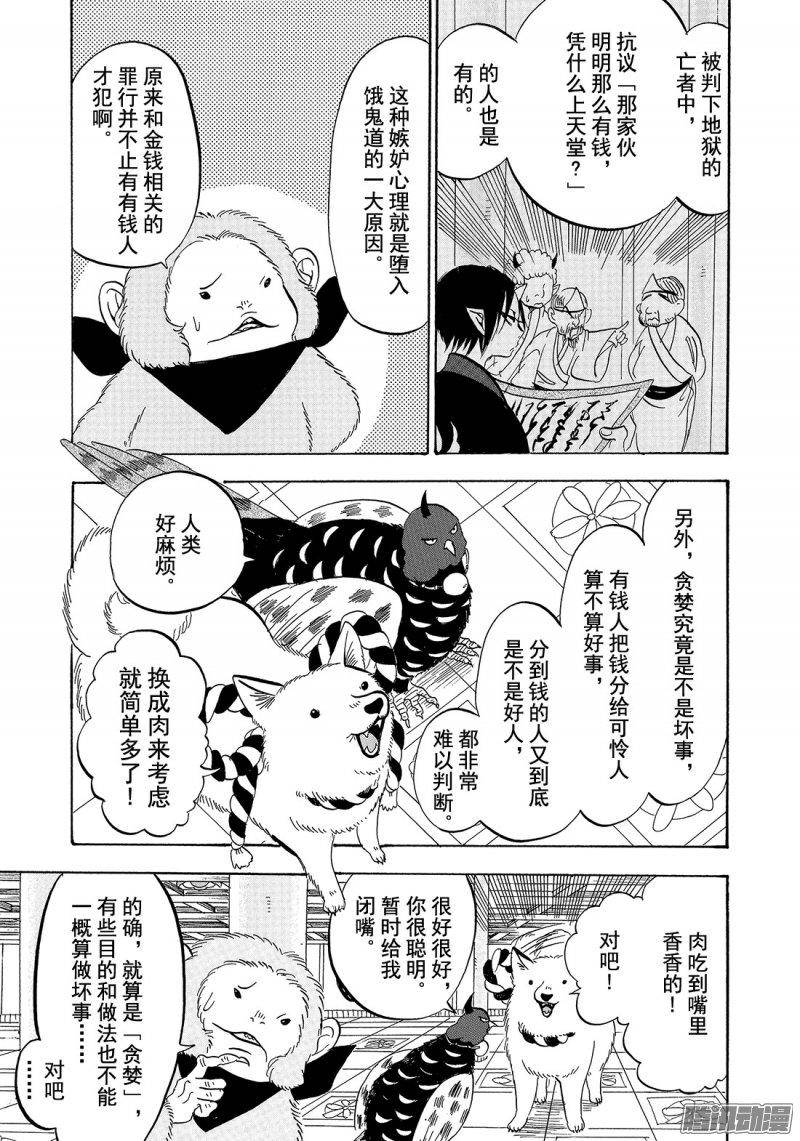 被判下地狱的
亡者中，
抗议「那家伙
明明那么有钱，
凭什么上天堂？」
的人也是
有的。
这种嫉妒心理就是堕入
饿鬼道的一大原因。
原来和金钱相关的
罪行并不止有有钱人
才犯啊。
另外，贪婪究竟是不是坏事，
有钱人把钱分给可怜人
算不算好事，
分到钱的人又到底
是不是好人，
都非常
难以判断。
人类
好麻烦。
换成肉来考虑
就简单多了！
肉吃到嘴里
香香的！
对吧！
很好很好，
你很聪明。
暂时给我
闭嘴。
的确，就算是「贪婪」，
有些目的和做法也不能
一概算做坏事……
……对吧
腾讯动漫